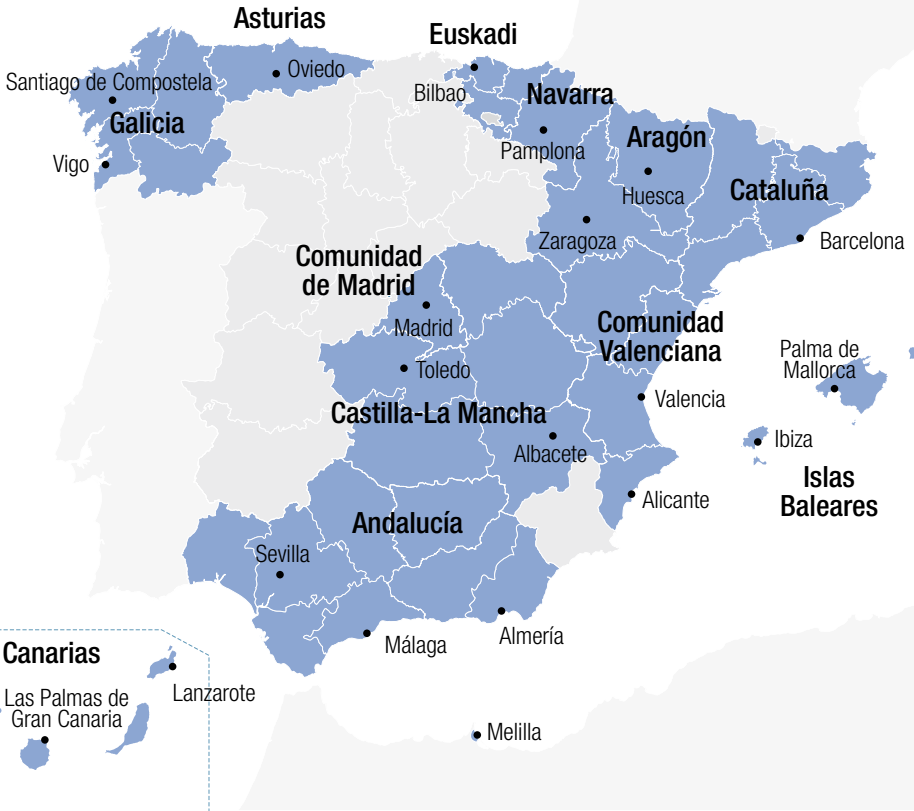 Asturias
Euskadi
Oviedo
Santiago de Compostela
Bilbao
Navarra
Galicia
Aragón
Pamplona
Vigo
Huesca
Cataluña
Zaragoza
Barcelona
Comunidad
de Madrid
Madrid
Comunidad
Valenciana
Palma de
Mallorca
Toledo
Valencia
Castilla-La Mancha
Albacete
Ibiza
Islas
Baleares
Alicante
Andalucía
Sevilla
Almería
Málaga
Canarias
Lanzarote
Las Palmas de
Gran Canaria
Melilla